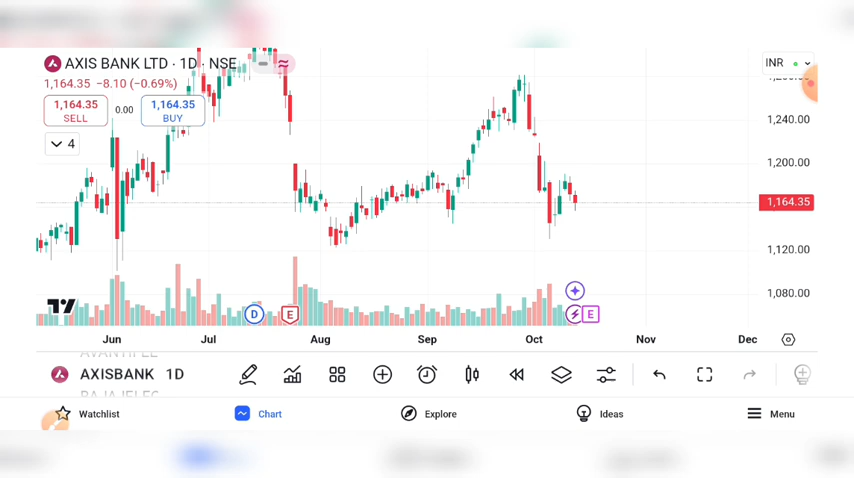 AXIS BANK LTD · 1D · NSE
INR
1,164.35 −8.10 (−0.69%)
1,164.35
SELL
0.00
1,164.35
BUY
4
1,240.00
1,200.00
1,164.35
1,120.00
1,080.00
D
E
E
Jun
Jul
Aug
Sep
Oct
Nov
Dec
AXISBANK 1D
Watchlist
Chart
Explore
Ideas
Menu